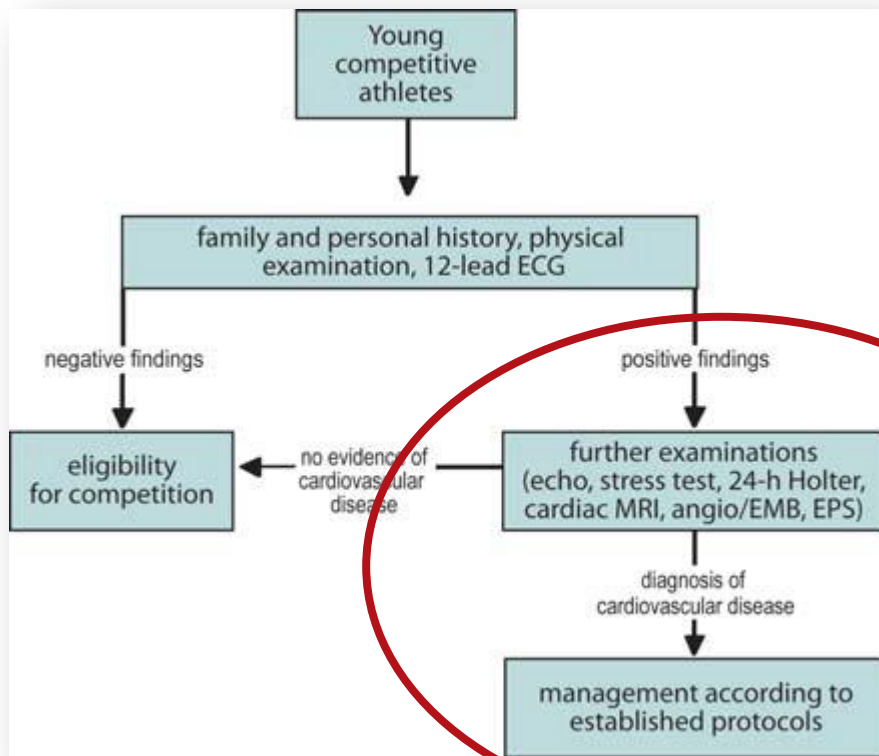 Young
competitive
athletes
family and personal history, physical
examination, 12-lead ECG
negative findings
positive findings
eligibility
for competition
no evidence of
cardiovascular
disease
further examinations
(echo, stress test, 24-h Holter,
cardiac MRI, angio/EMB, EPS)
diagnosis of
cardiovascular disease
management according to
established protocols